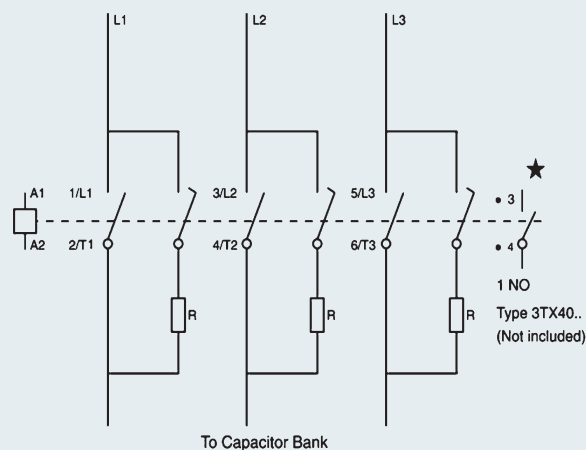 L1
L2
L3
A1
1/L1
3/L2
5/L3
• 3
A2
2/T1
4/T2
6/T3
• 4
1 NO
R
R
R
Type 3TX40..
(Not included)
To Capacitor Bank